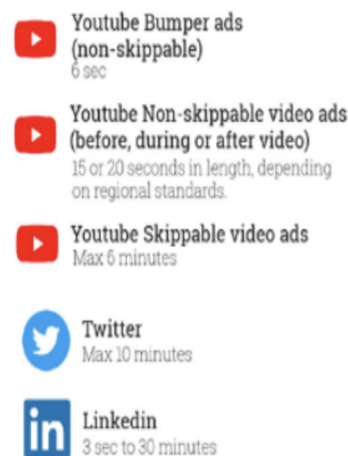 Youtube Bumper ads
(non-skippable)
6 sec
Youtube Non-skippable video ads
(before, during or after video)
15 or 20 seconds in length, depending
on regional standards.
Youtube Skippable video ads
Max 6 minutes
Twitter
Max 10 minutes
in
Linkedin
3 sec to 30 minutes